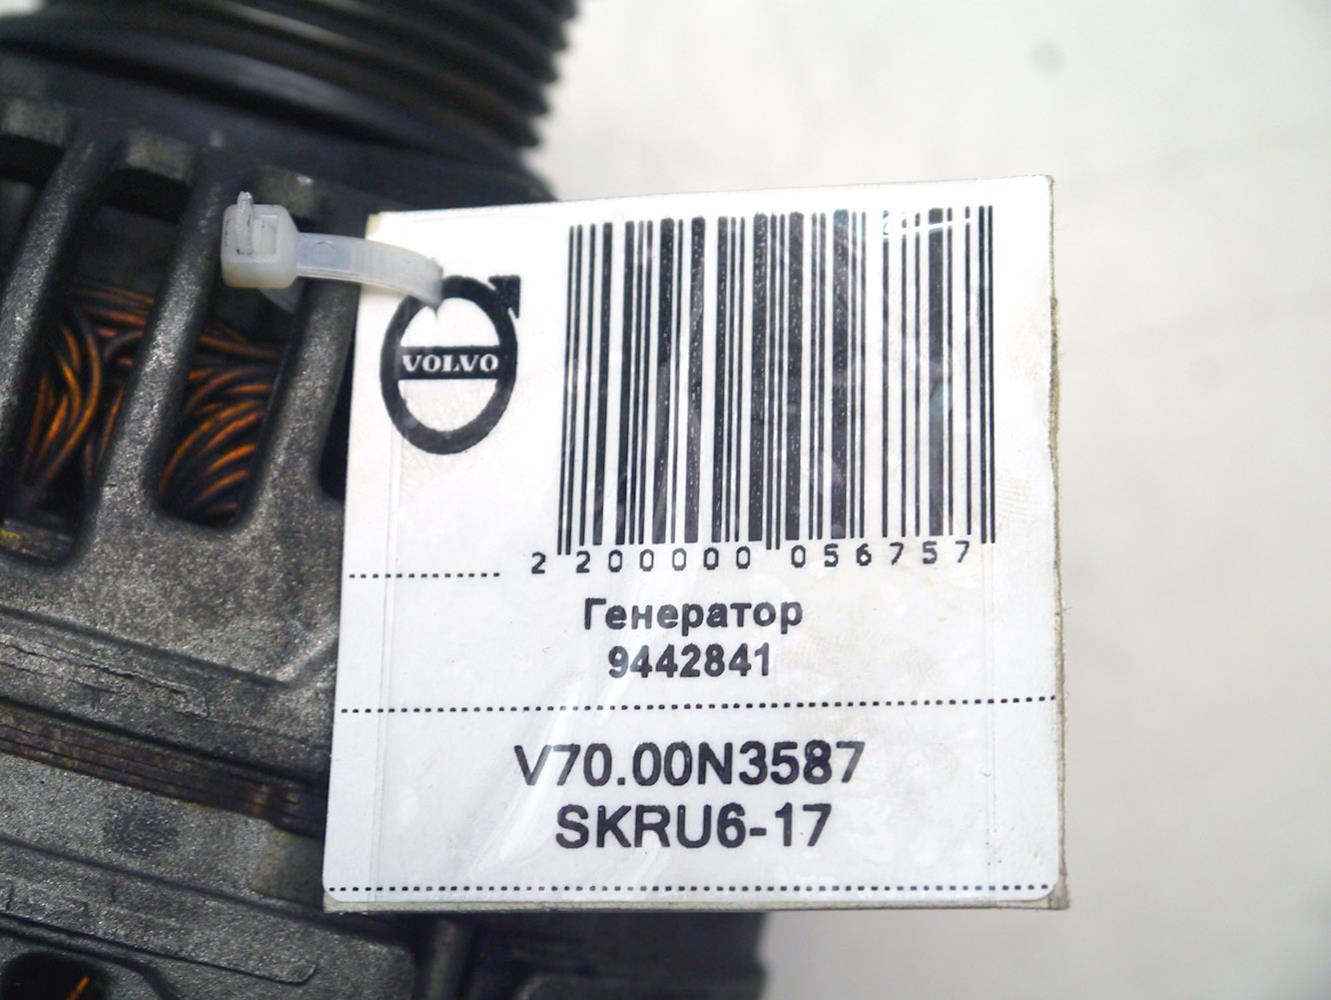 VOLVO
2 200000 056757
Генератор
9442841
V70.00N3587
SKRU6-17